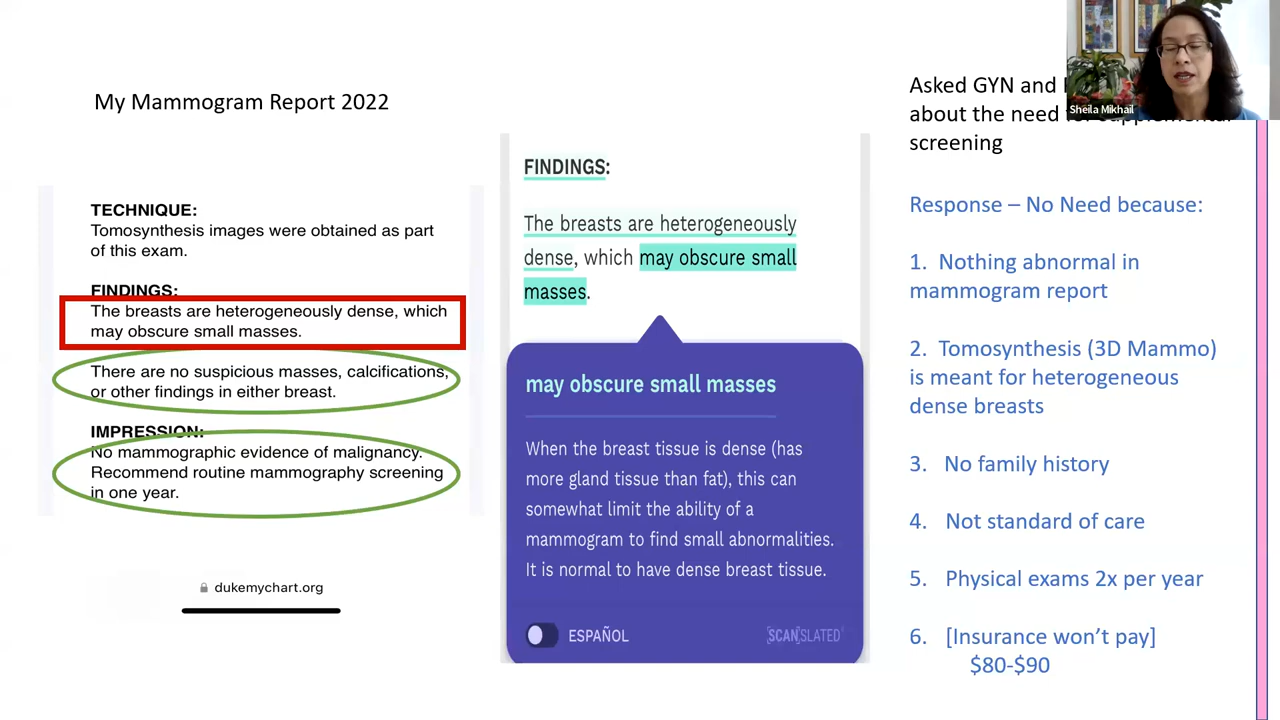 My Mammogram Report 2022
TECHNIQUE:
Tomosynthesis images were obtained as part
of this exam.
FINDINGS:
The breasts are heterogeneously dense, which
may obscure small masses.
There are no suspicious masses, calcifications,
or other findings in either breast.
IMPRESSION:
No mammographic evidence of malignancy.
Recommend routine mammography screening
in one year.
dukemychart.org
FINDINGS:
The breasts are heterogeneously
dense, which may obscure small
masses.
may obscure small masses
When the breast tissue is dense (has
more gland tissue than fat), this can
somewhat limit the ability of a
mammogram to find small abnormalities.
It is normal to have dense breast tissue.
ESPAÑOL
SCANSLATED
Sheila Mikhail
Asked GYN and
about the need
screening
Response – No Need because:
1. Nothing abnormal in
mammogram report
2. Tomosynthesis (3D Mammo)
is meant for heterogeneous
dense breasts
3. No family history
4. Not standard of care
5. Physical exams 2x per year
6. [Insurance won’t pay]
$80-$90